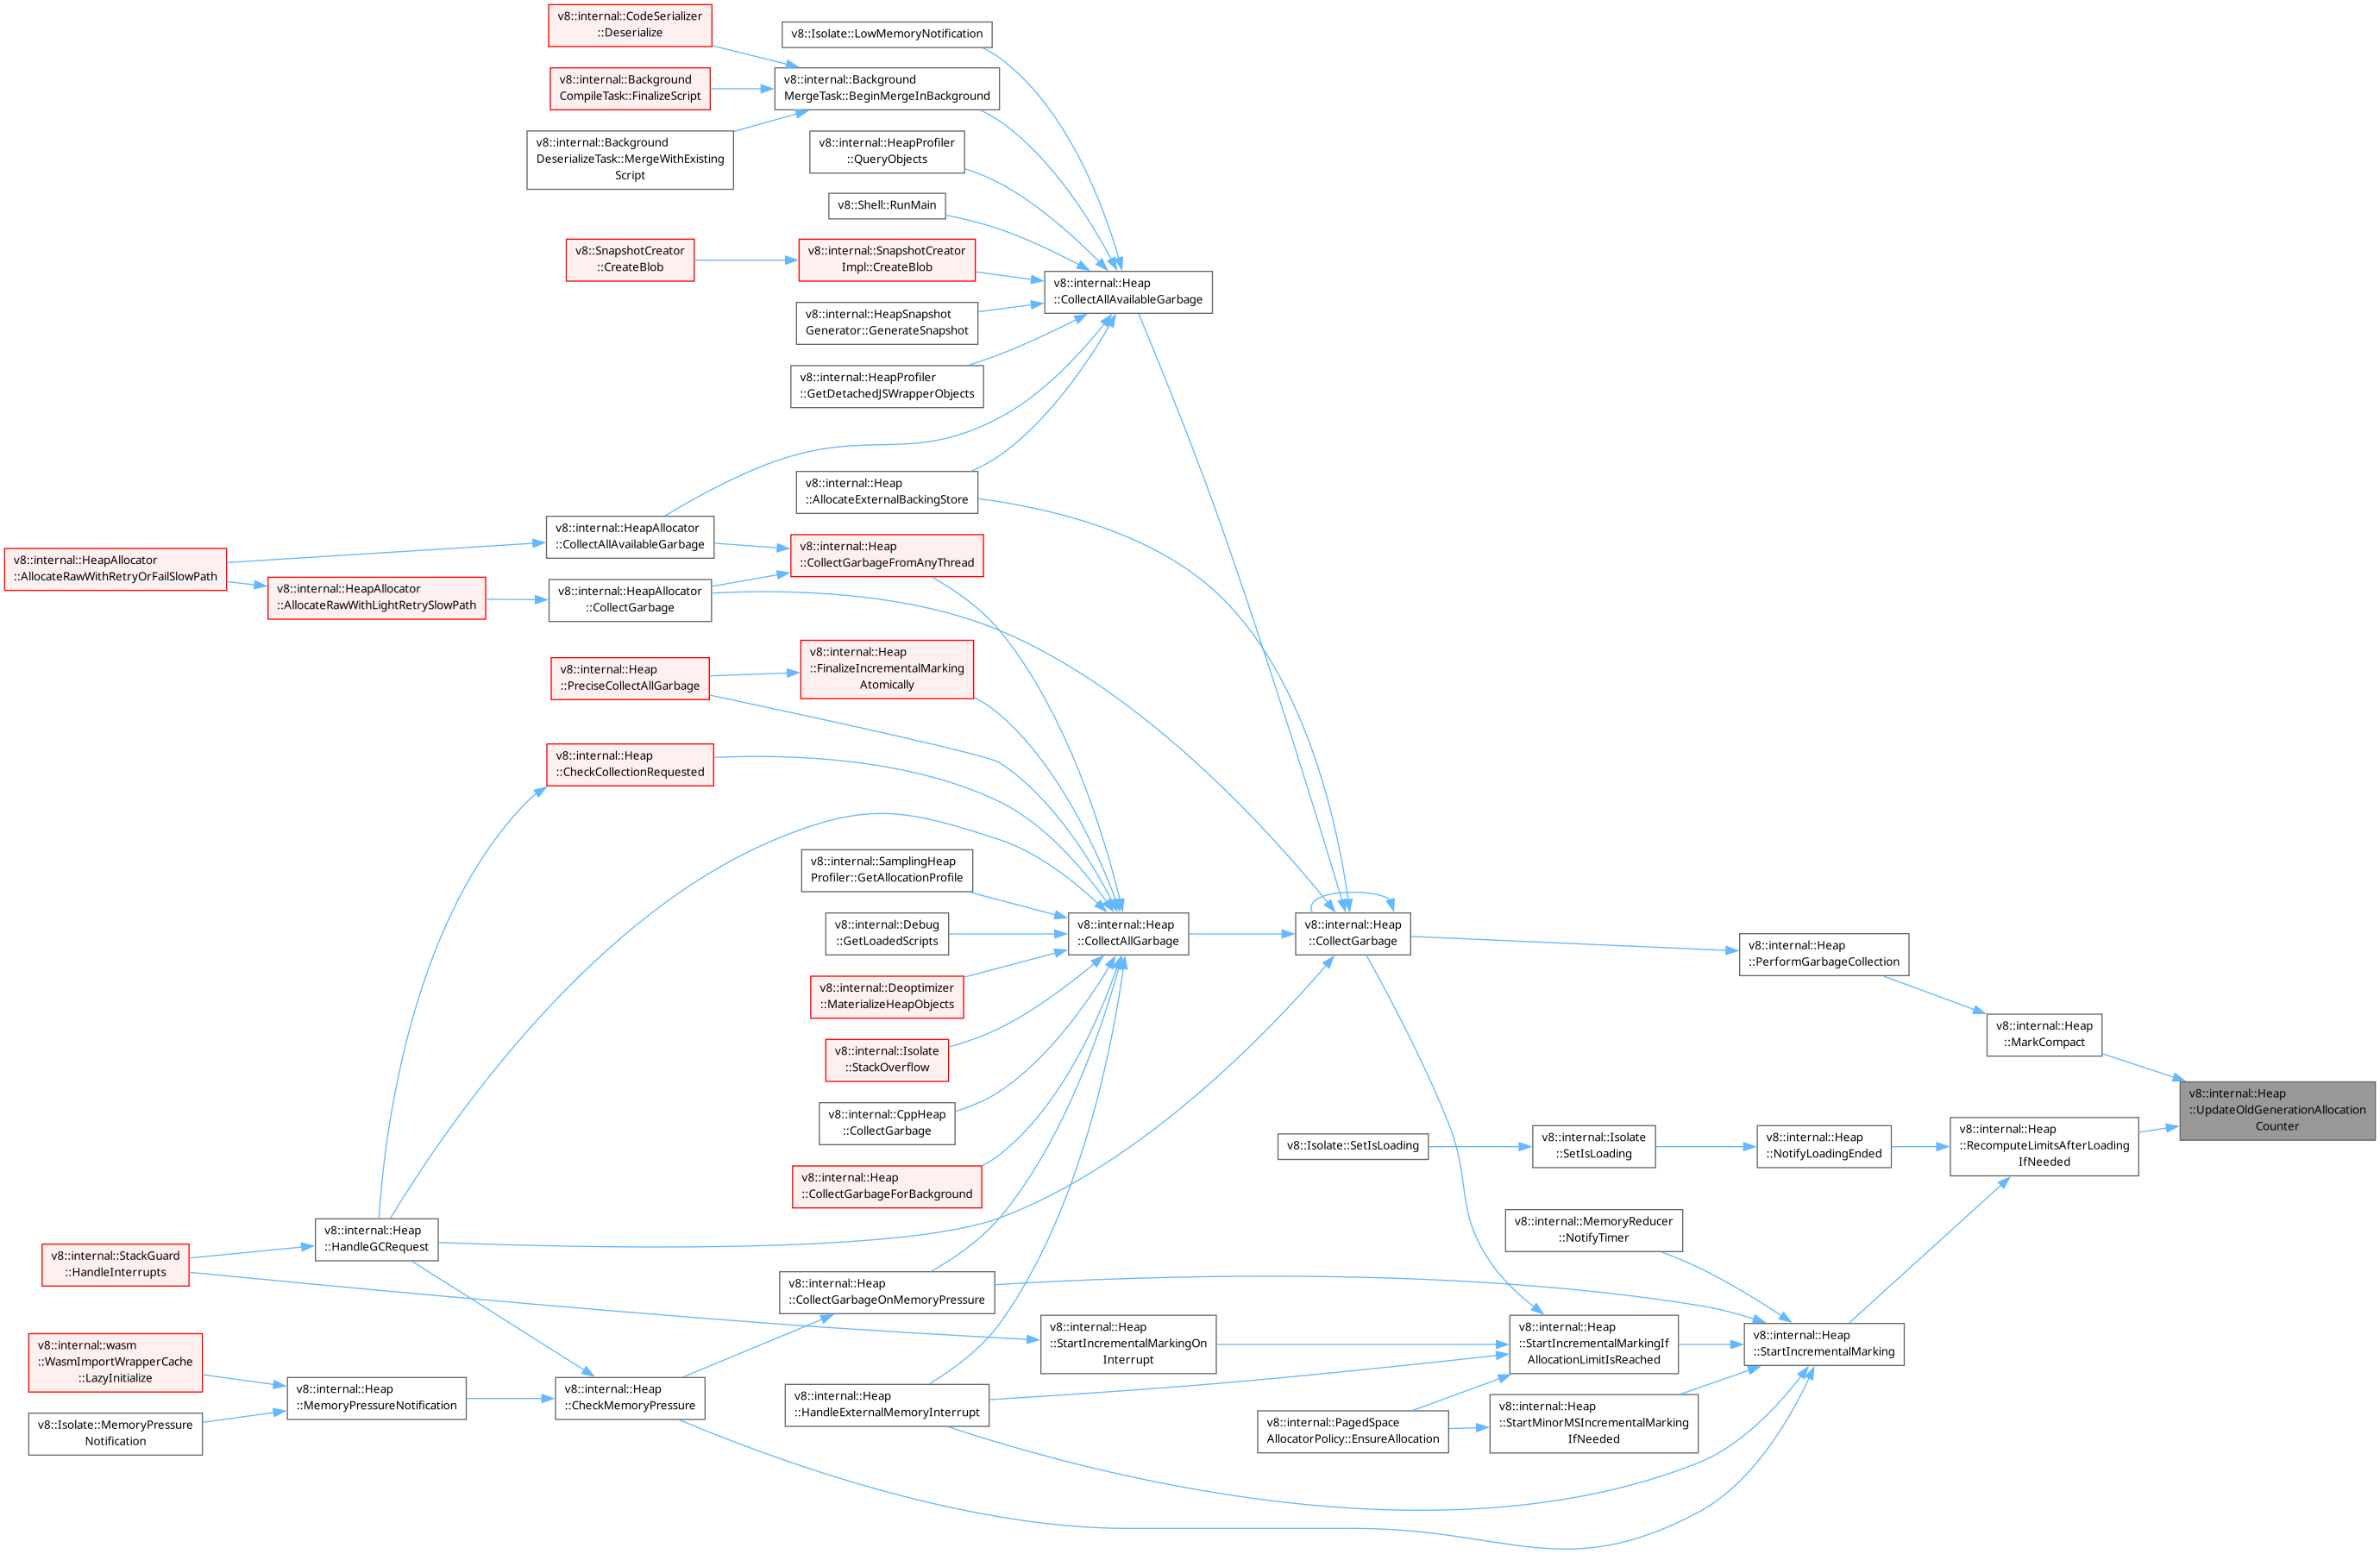 v8::internal::CodeSerializer
::Deserialize
v8::Isolate::LowMemoryNotification
v8::internal::Background
CompileTask::FinalizeScript
v8::internal::Background
MergeTask::BeginMergeInBackground
v8::internal::Background
DeserializeTask::MergeWithExisting
Script
v8::internal::HeapProfiler
::QueryObjects
v8::Shell::RunMain
v8::SnapshotCreator
::CreateBlob
v8::internal::SnapshotCreator
Impl::CreateBlob
v8::internal::Heap
::CollectAllAvailableGarbage
v8::internal::HeapSnapshot
Generator::GenerateSnapshot
v8::internal::HeapProfiler
::GetDetachedJSWrapperObjects
v8::internal::Heap
::AllocateExternalBackingStore
v8::internal::HeapAllocator
::CollectAllAvailableGarbage
v8::internal::Heap
::CollectGarbageFromAnyThread
v8::internal::HeapAllocator
::AllocateRawWithRetryOrFailSlowPath
v8::internal::HeapAllocator
::AllocateRawWithLightRetrySlowPath
v8::internal::HeapAllocator
::CollectGarbage
v8::internal::Heap
::PreciseCollectAllGarbage
v8::internal::Heap
::FinalizeIncrementalMarking
Atomically
v8::internal::Heap
::CheckCollectionRequested
v8::internal::SamplingHeap
Profiler::GetAllocationProfile
v8::internal::Debug
::GetLoadedScripts
v8::internal::Heap
::CollectAllGarbage
v8::internal::Heap
::CollectGarbage
v8::internal::Heap
::PerformGarbageCollection
v8::internal::Deoptimizer
::MaterializeHeapObjects
v8::internal::Heap
::MarkCompact
v8::internal::Isolate
::StackOverflow
v8::internal::Heap
::UpdateOldGenerationAllocation
Counter
v8::internal::CppHeap
::CollectGarbage
v8::Isolate::SetIsLoading
v8::internal::Isolate
::SetIsLoading
v8::internal::Heap
::NotifyLoadingEnded
v8::internal::Heap
::RecomputeLimitsAfterLoading
IfNeeded
v8::internal::Heap
::CollectGarbageForBackground
v8::internal::Heap
::HandleGCRequest
v8::internal::StackGuard
::HandleInterrupts
v8::internal::MemoryReducer
::NotifyTimer
v8::internal::Heap
::CollectGarbageOnMemoryPressure
v8::internal::Heap
::StartIncrementalMarkingOn
Interrupt
v8::internal::Heap
::StartIncrementalMarkingIf
AllocationLimitIsReached
v8::internal::Heap
::StartIncrementalMarking
v8::internal::wasm
::WasmImportWrapperCache
::LazyInitialize
v8::internal::Heap
::MemoryPressureNotification
v8::internal::Heap
::CheckMemoryPressure
v8::internal::Heap
::HandleExternalMemoryInterrupt
v8::internal::PagedSpace
AllocatorPolicy::EnsureAllocation
v8::internal::Heap
::StartMinorMSIncrementalMarking
IfNeeded
v8::Isolate::MemoryPressure
Notification